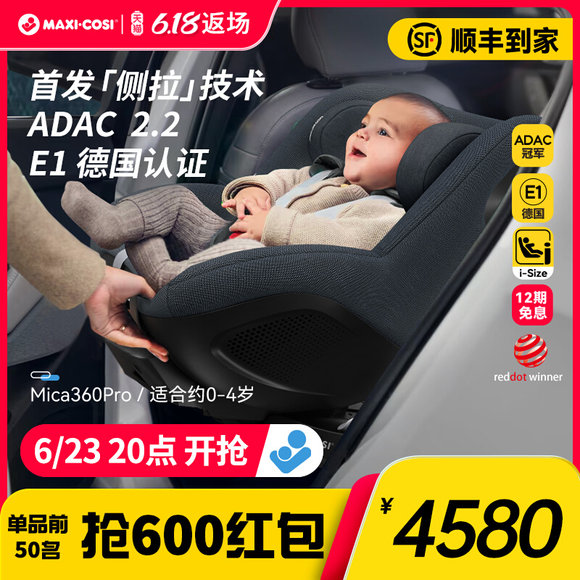 MAXI·COSI 天猫 6.18返场
SF 顺丰到家
首发「侧拉」技术
ADAC 2.2
E1 德国认证
ADAC
冠军
E1
德国
i-Size
12期
免息
reddot winner
Mica360Pro / 适合约0-4岁
6/23 20点 开抢
单品前
50名
抢600红包
¥4580